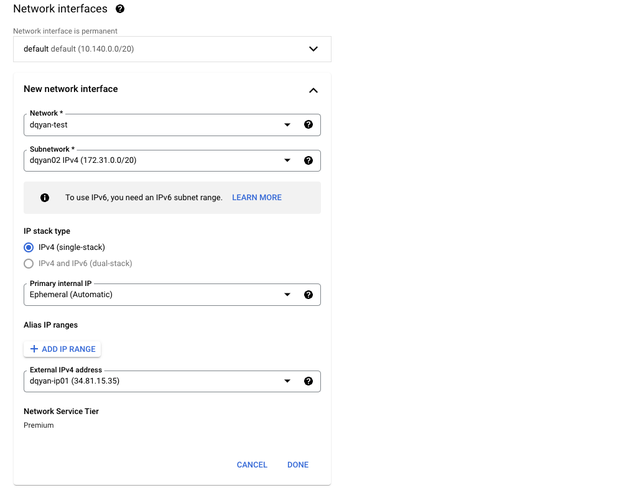 Network interfaces
Network interface is permanent
default default (10.140.0.0/20)
New network interface
Network *
dqyan-test
Subnetwork *
dqyan02 IPv4 (172.31.0.0/20)
To use IPv6, you need an IPv6 subnet range. LEARN MORE
IP stack type
IPv4 (single-stack)
IPv4 and IPv6 (dual-stack)
Primary internal IP
Ephemeral (Automatic)
Alias IP ranges
ADD IP RANGE
External IPv4 address
dqyan-ip01 (34.81.15.35)
Network Service Tier
Premium
CANCEL DONE